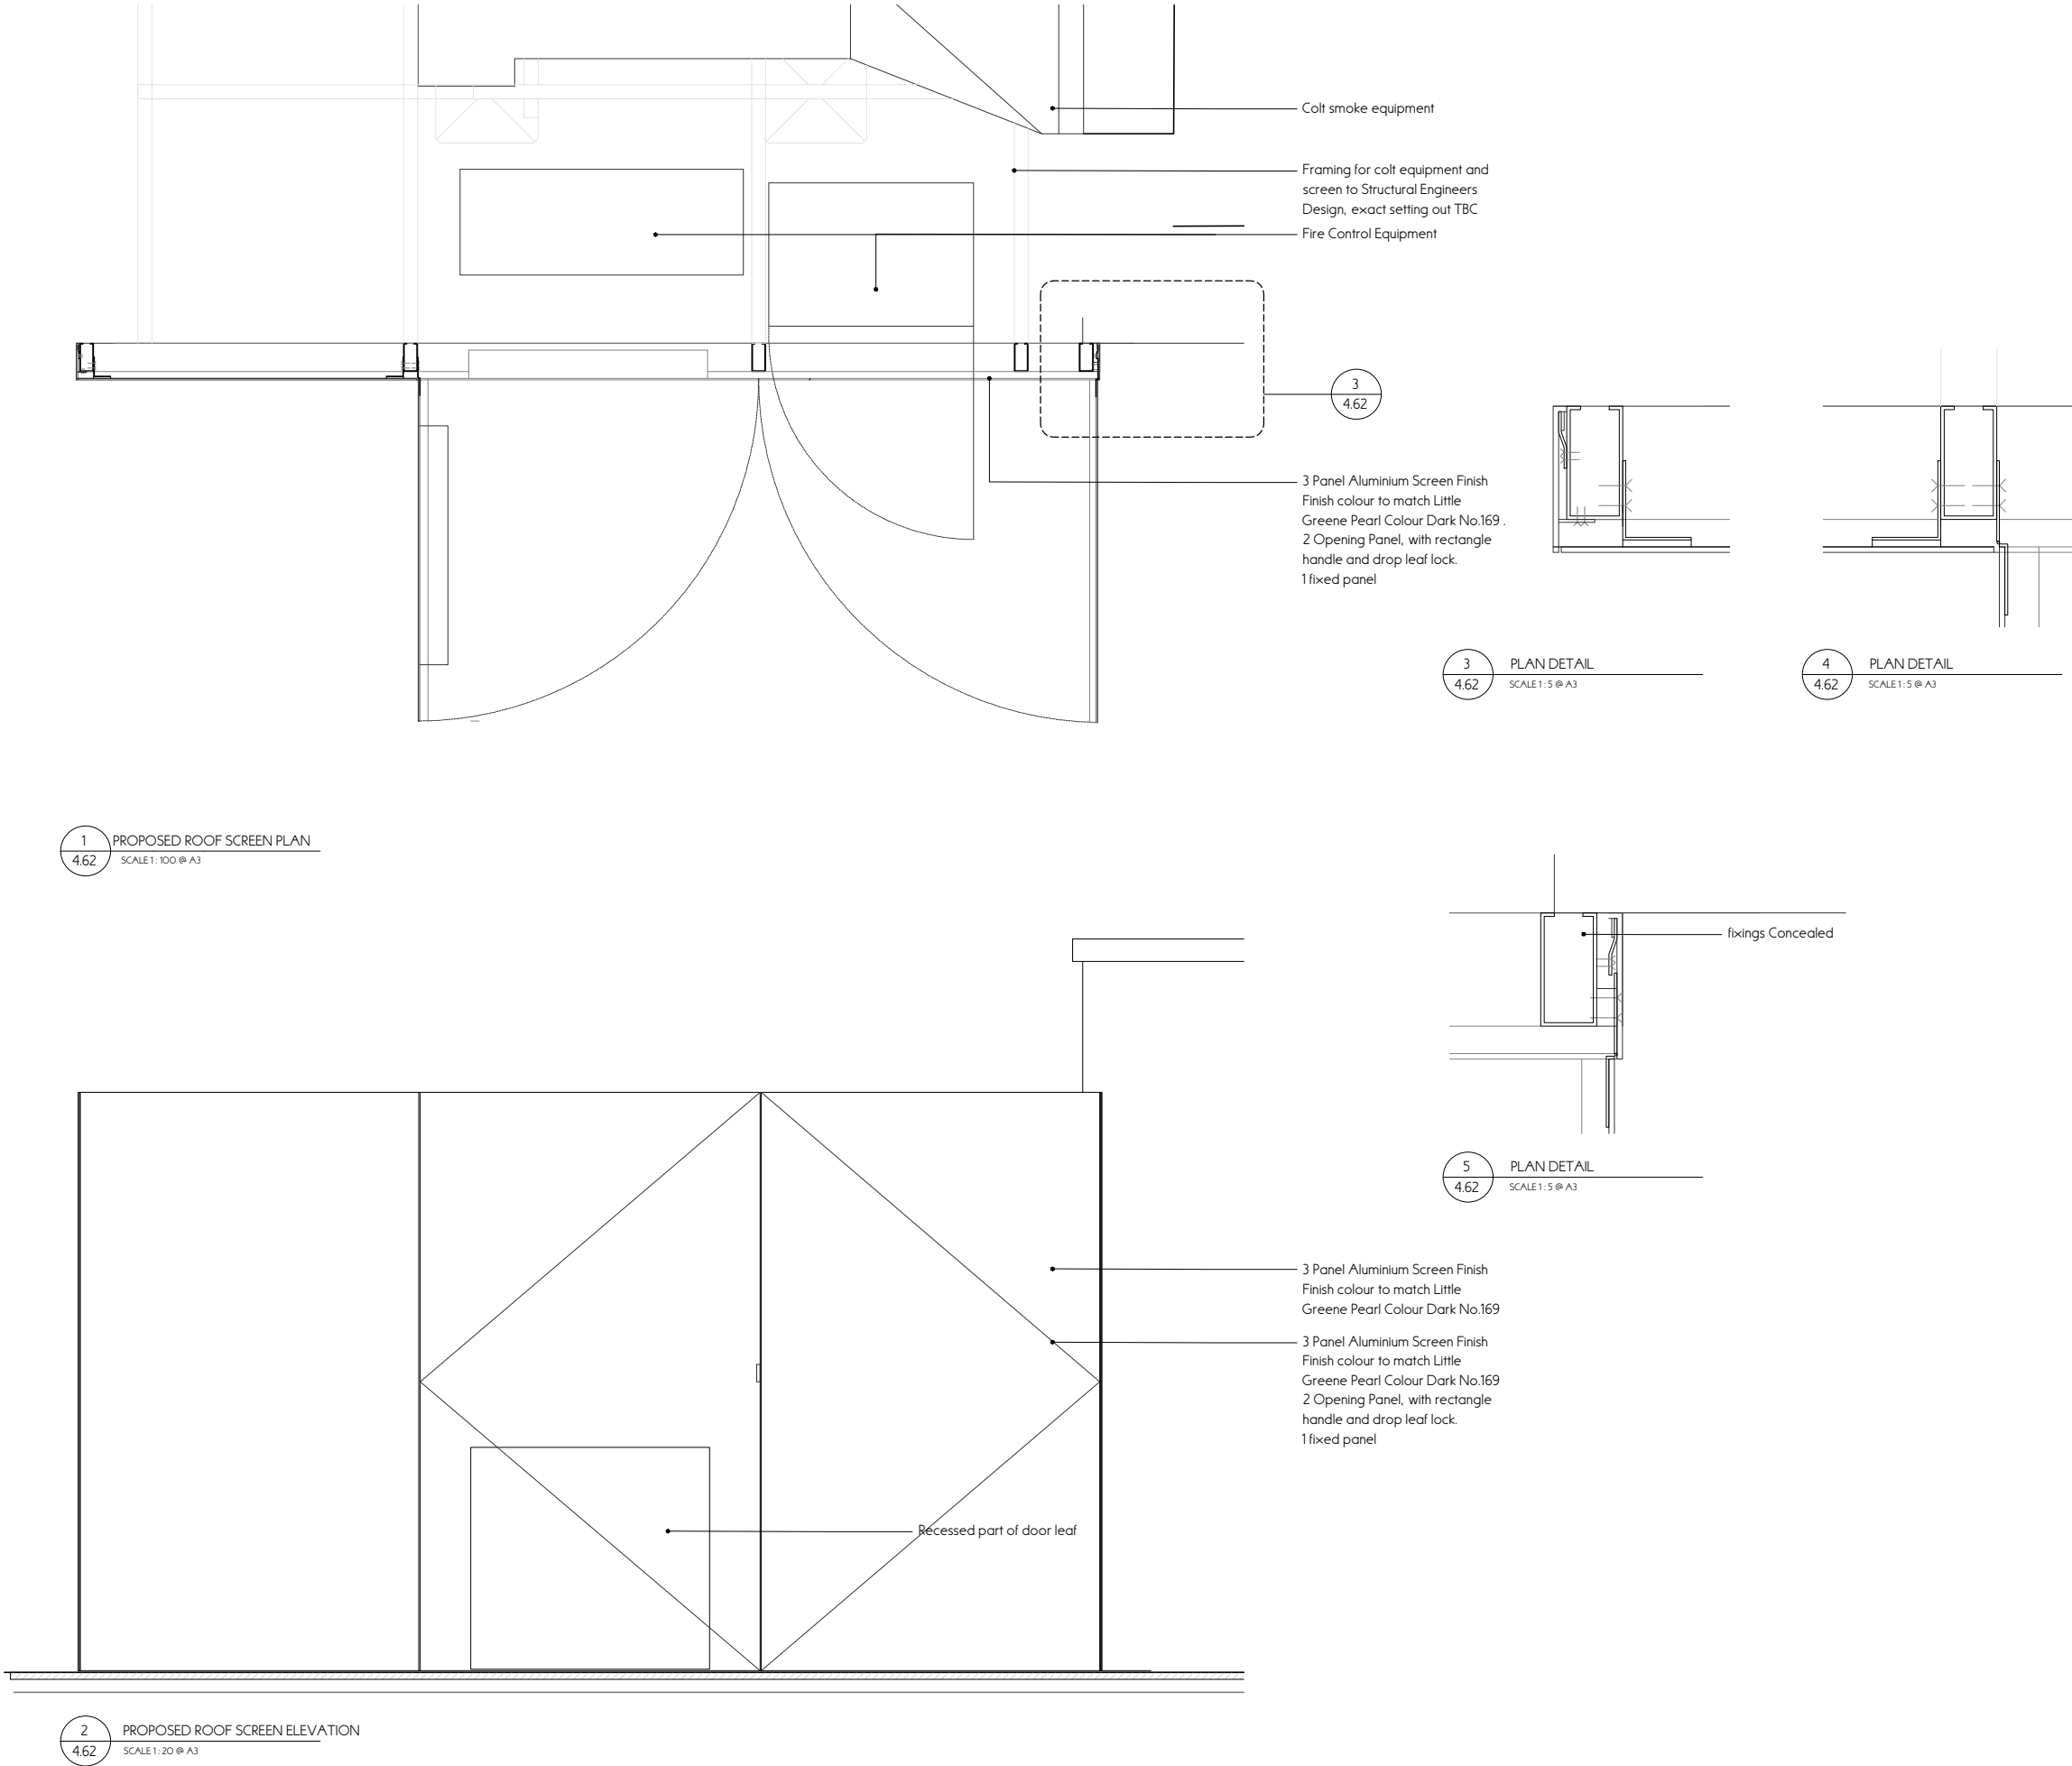 Colt smoke equipment
Framing for colt equipment and
screen to Structural Engineers
Design, exact setting out TBC
Fire Control Equipment
3
4.62
3 Panel Aluminium Screen Finish
Finish colour to match Little
Greene Pearl Colour Dark No.169 .
2 Opening Panel, with rectangle
handle and drop leaf lock.
1 fixed panel
3
4.62
PLAN DETAIL
SCALE 1 : 5 @ A3
4
4.62
PLAN DETAIL
SCALE 1 : 5 @ A3
1
4.62
PROPOSED ROOF SCREEN PLAN
SCALE 1 : 100 @ A3
fixings Concealed
5
4.62
PLAN DETAIL
SCALE 1 : 5 @ A3
3 Panel Aluminium Screen Finish
Finish colour to match Little
Greene Pearl Colour Dark No.169
3 Panel Aluminium Screen Finish
Finish colour to match Little
Greene Pearl Colour Dark No.169
2 Opening Panel, with rectangle
handle and drop leaf lock.
1 fixed panel
Recessed part of door leaf
2
4.62
PROPOSED ROOF SCREEN ELEVATION
SCALE 1 : 20 @ A3